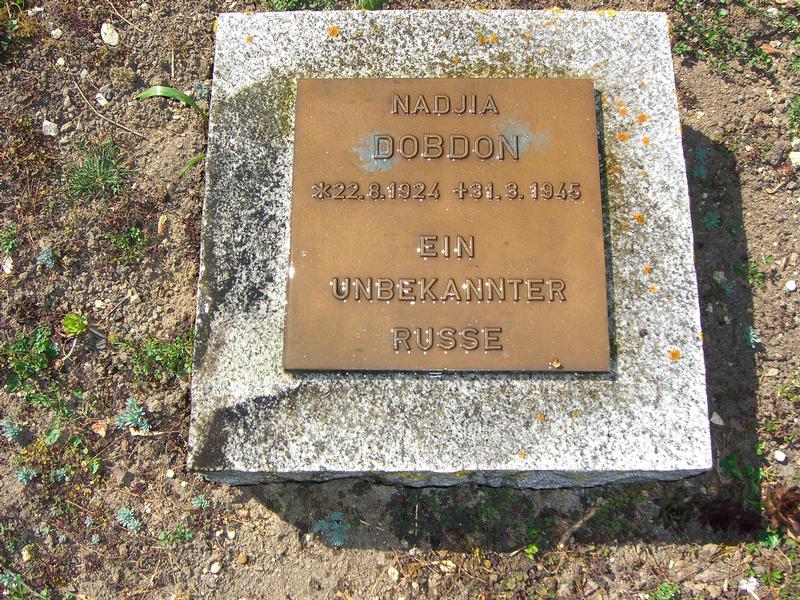 NADJIA
DOBDON
*22.8.1924 +31.3.1945
EIN
UNBEKANNTER
RUSSE